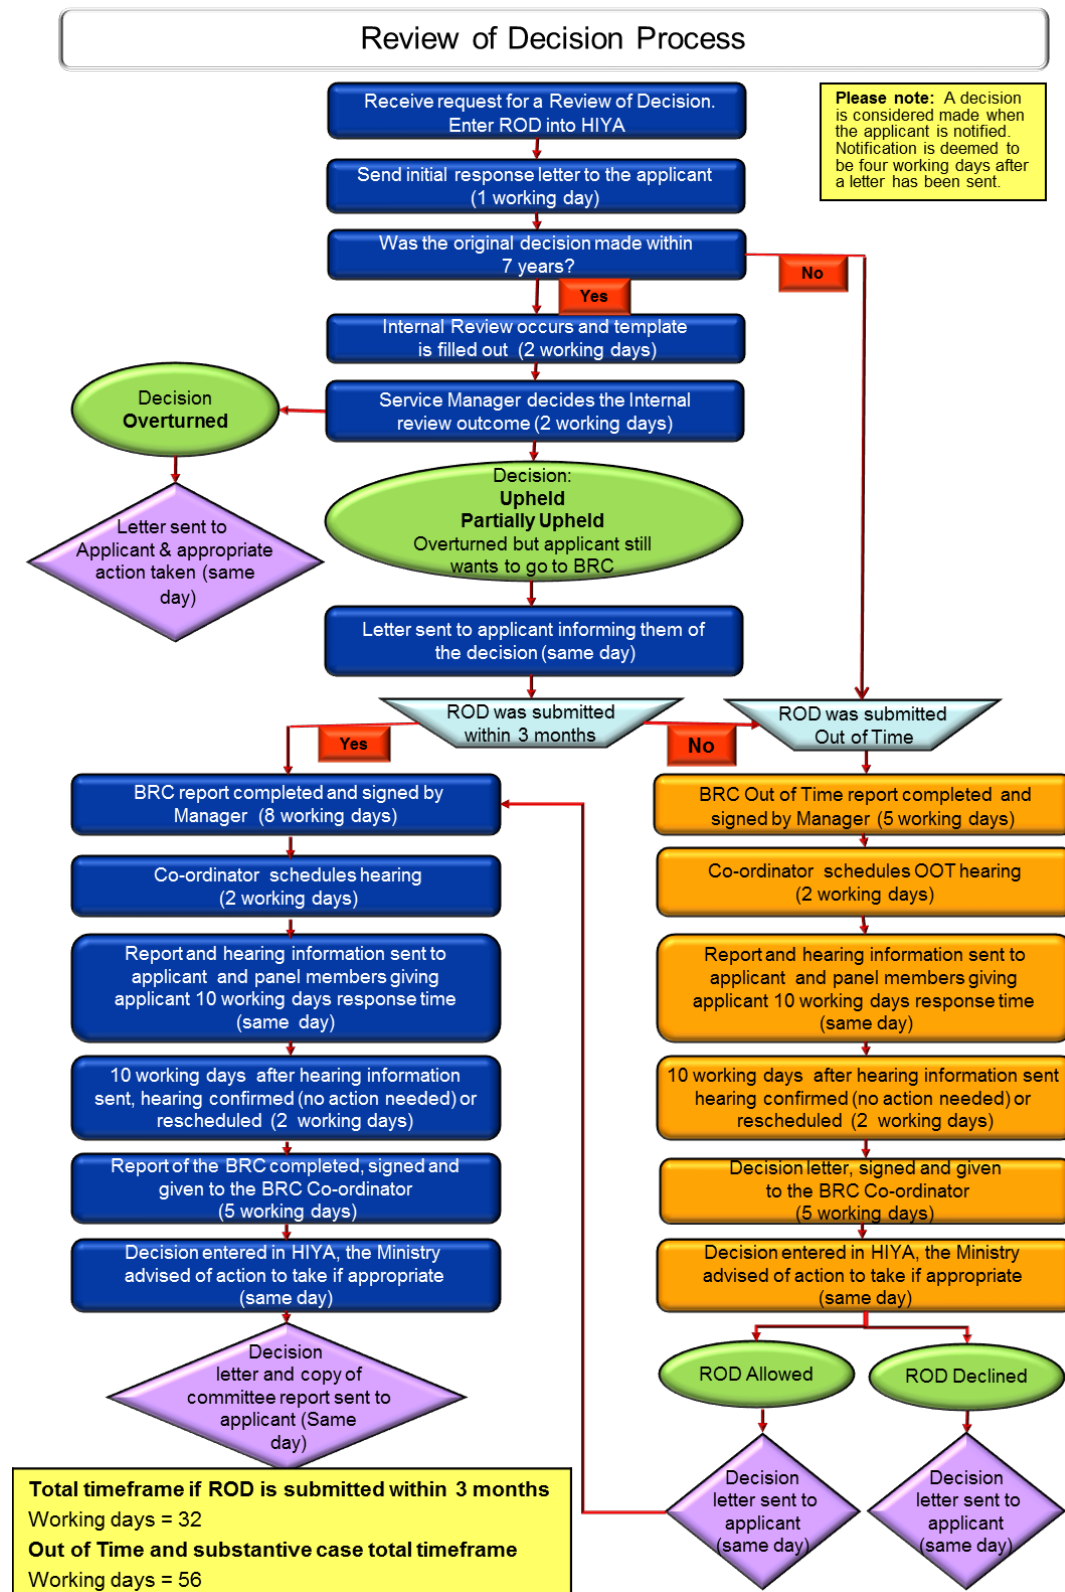 Review of Decision Process
Receive request for a Review of Decision.
Enter ROD into HIYA
Please note: A decision
is considered made when
the applicant is notified.
Notification is deemed to
be four working days after
a letter has been sent.
Send initial response letter to the applicant
(1 working day)
Was the original decision made within
7 years?
No
Yes
Internal Review occurs and template
is filled out (2 working days)
Service Manager decides the Internal
review outcome (2 working days)
Decision
Overturned
Letter sent to
Applicant & appropriate
action taken (same
day)
Decision:
Upheld
Partially Upheld
Overturned but applicant still
wants to go to BRC
Letter sent to applicant informing them of
the decision (same day)
ROD was submitted
within 3 months
Yes
No
ROD was submitted
Out of Time
BRC report completed and signed by
Manager (8 working days)
Co-ordinator schedules hearing
(2 working days)
Report and hearing information sent to
applicant and panel members giving
applicant 10 working days response time
(same day)
10 working days after hearing information
sent, hearing confirmed (no action needed) or
rescheduled (2 working days)
Report of the BRC completed, signed and
given to the BRC Co-ordinator
(5 working days)
Decision entered in HIYA, the Ministry
advised of action to take if appropriate
(same day)
Decision
letter and copy of
committee report sent to
applicant (Same
day)
BRC Out of Time report completed and
signed by Manager (5 working days)
Co-ordinator schedules OOT hearing
(2 working days)
Report and hearing information sent to
applicant and panel members giving
applicant 10 working days response time
(same day)
10 working days after hearing information sent
hearing confirmed (no action needed) or
rescheduled (2 working days)
Decision letter, signed and given
to the BRC Co-ordinator
(5 working days)
Decision entered in HIYA, the Ministry
advised of action to take if appropriate
(same day)
ROD Allowed
ROD Declined
Decision
letter sent to
applicant
(same day)
Decision
letter sent to
applicant
(same day)
Total timeframe if ROD is submitted within 3 months
Working days = 32
Out of Time and substantive case total timeframe
Working days = 56